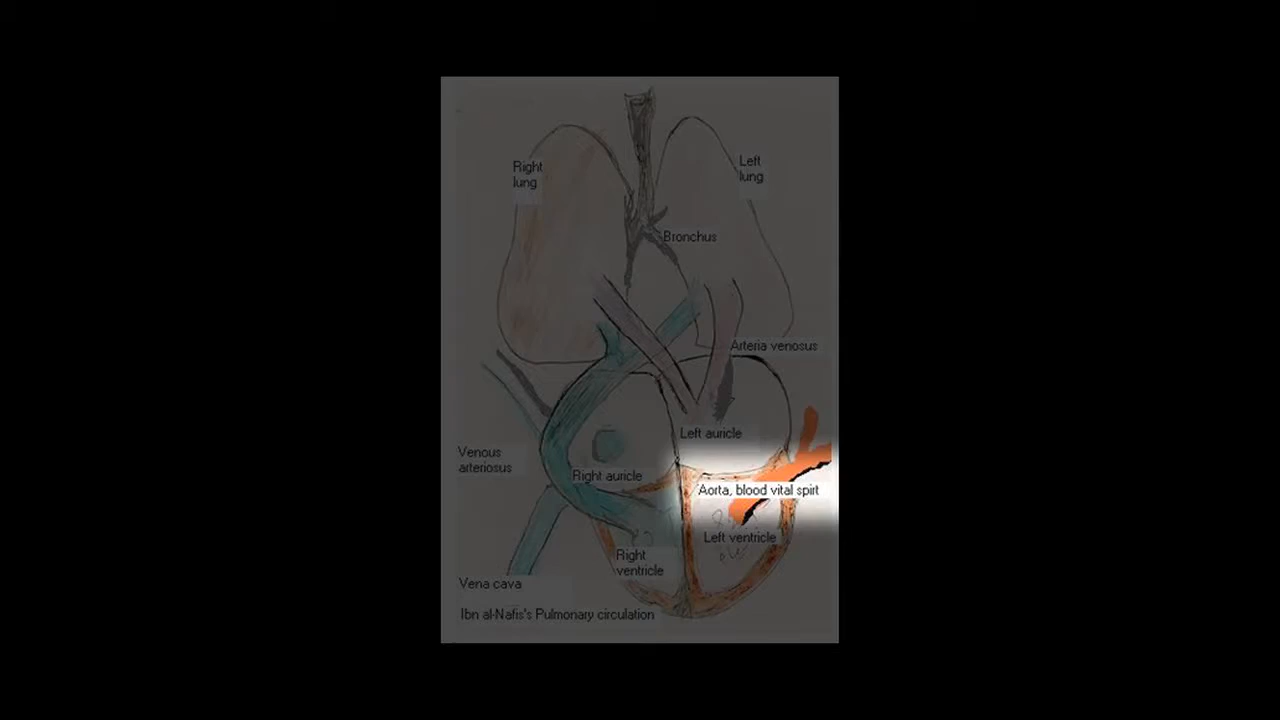 Right
lung
Left
lung
Bronchus
Arteria venosus
Left auricle
Venous
arteriosus
Right auricle
Aorta, blood vital spirt
Left ventricle
Right
ventricle
Vena cava
Ibn al-Nafis's Pulmonary circulation